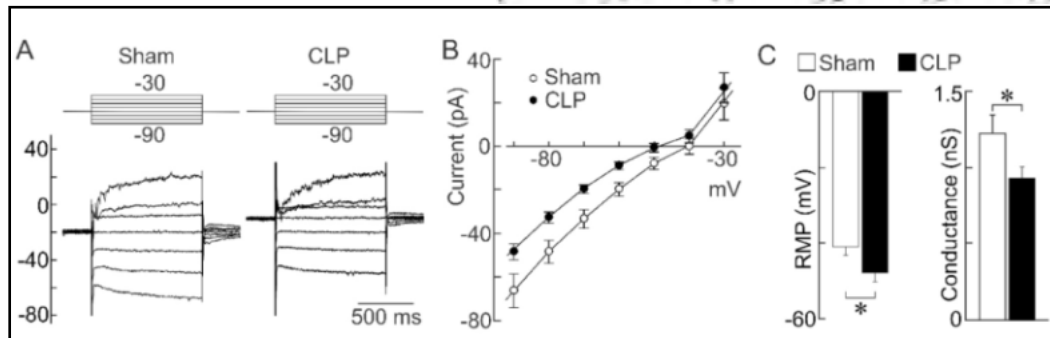 A
Sham
CLP
-30
-30
-90
-90
40
0
-40
-80
500 ms
B
Sham
CLP
Current (pA)
40
0
-40
-80
-80
-30
mV
C
Sham
CLP
RMP (mV)
0
-60
*
Conductance (nS)
1.5
0
*